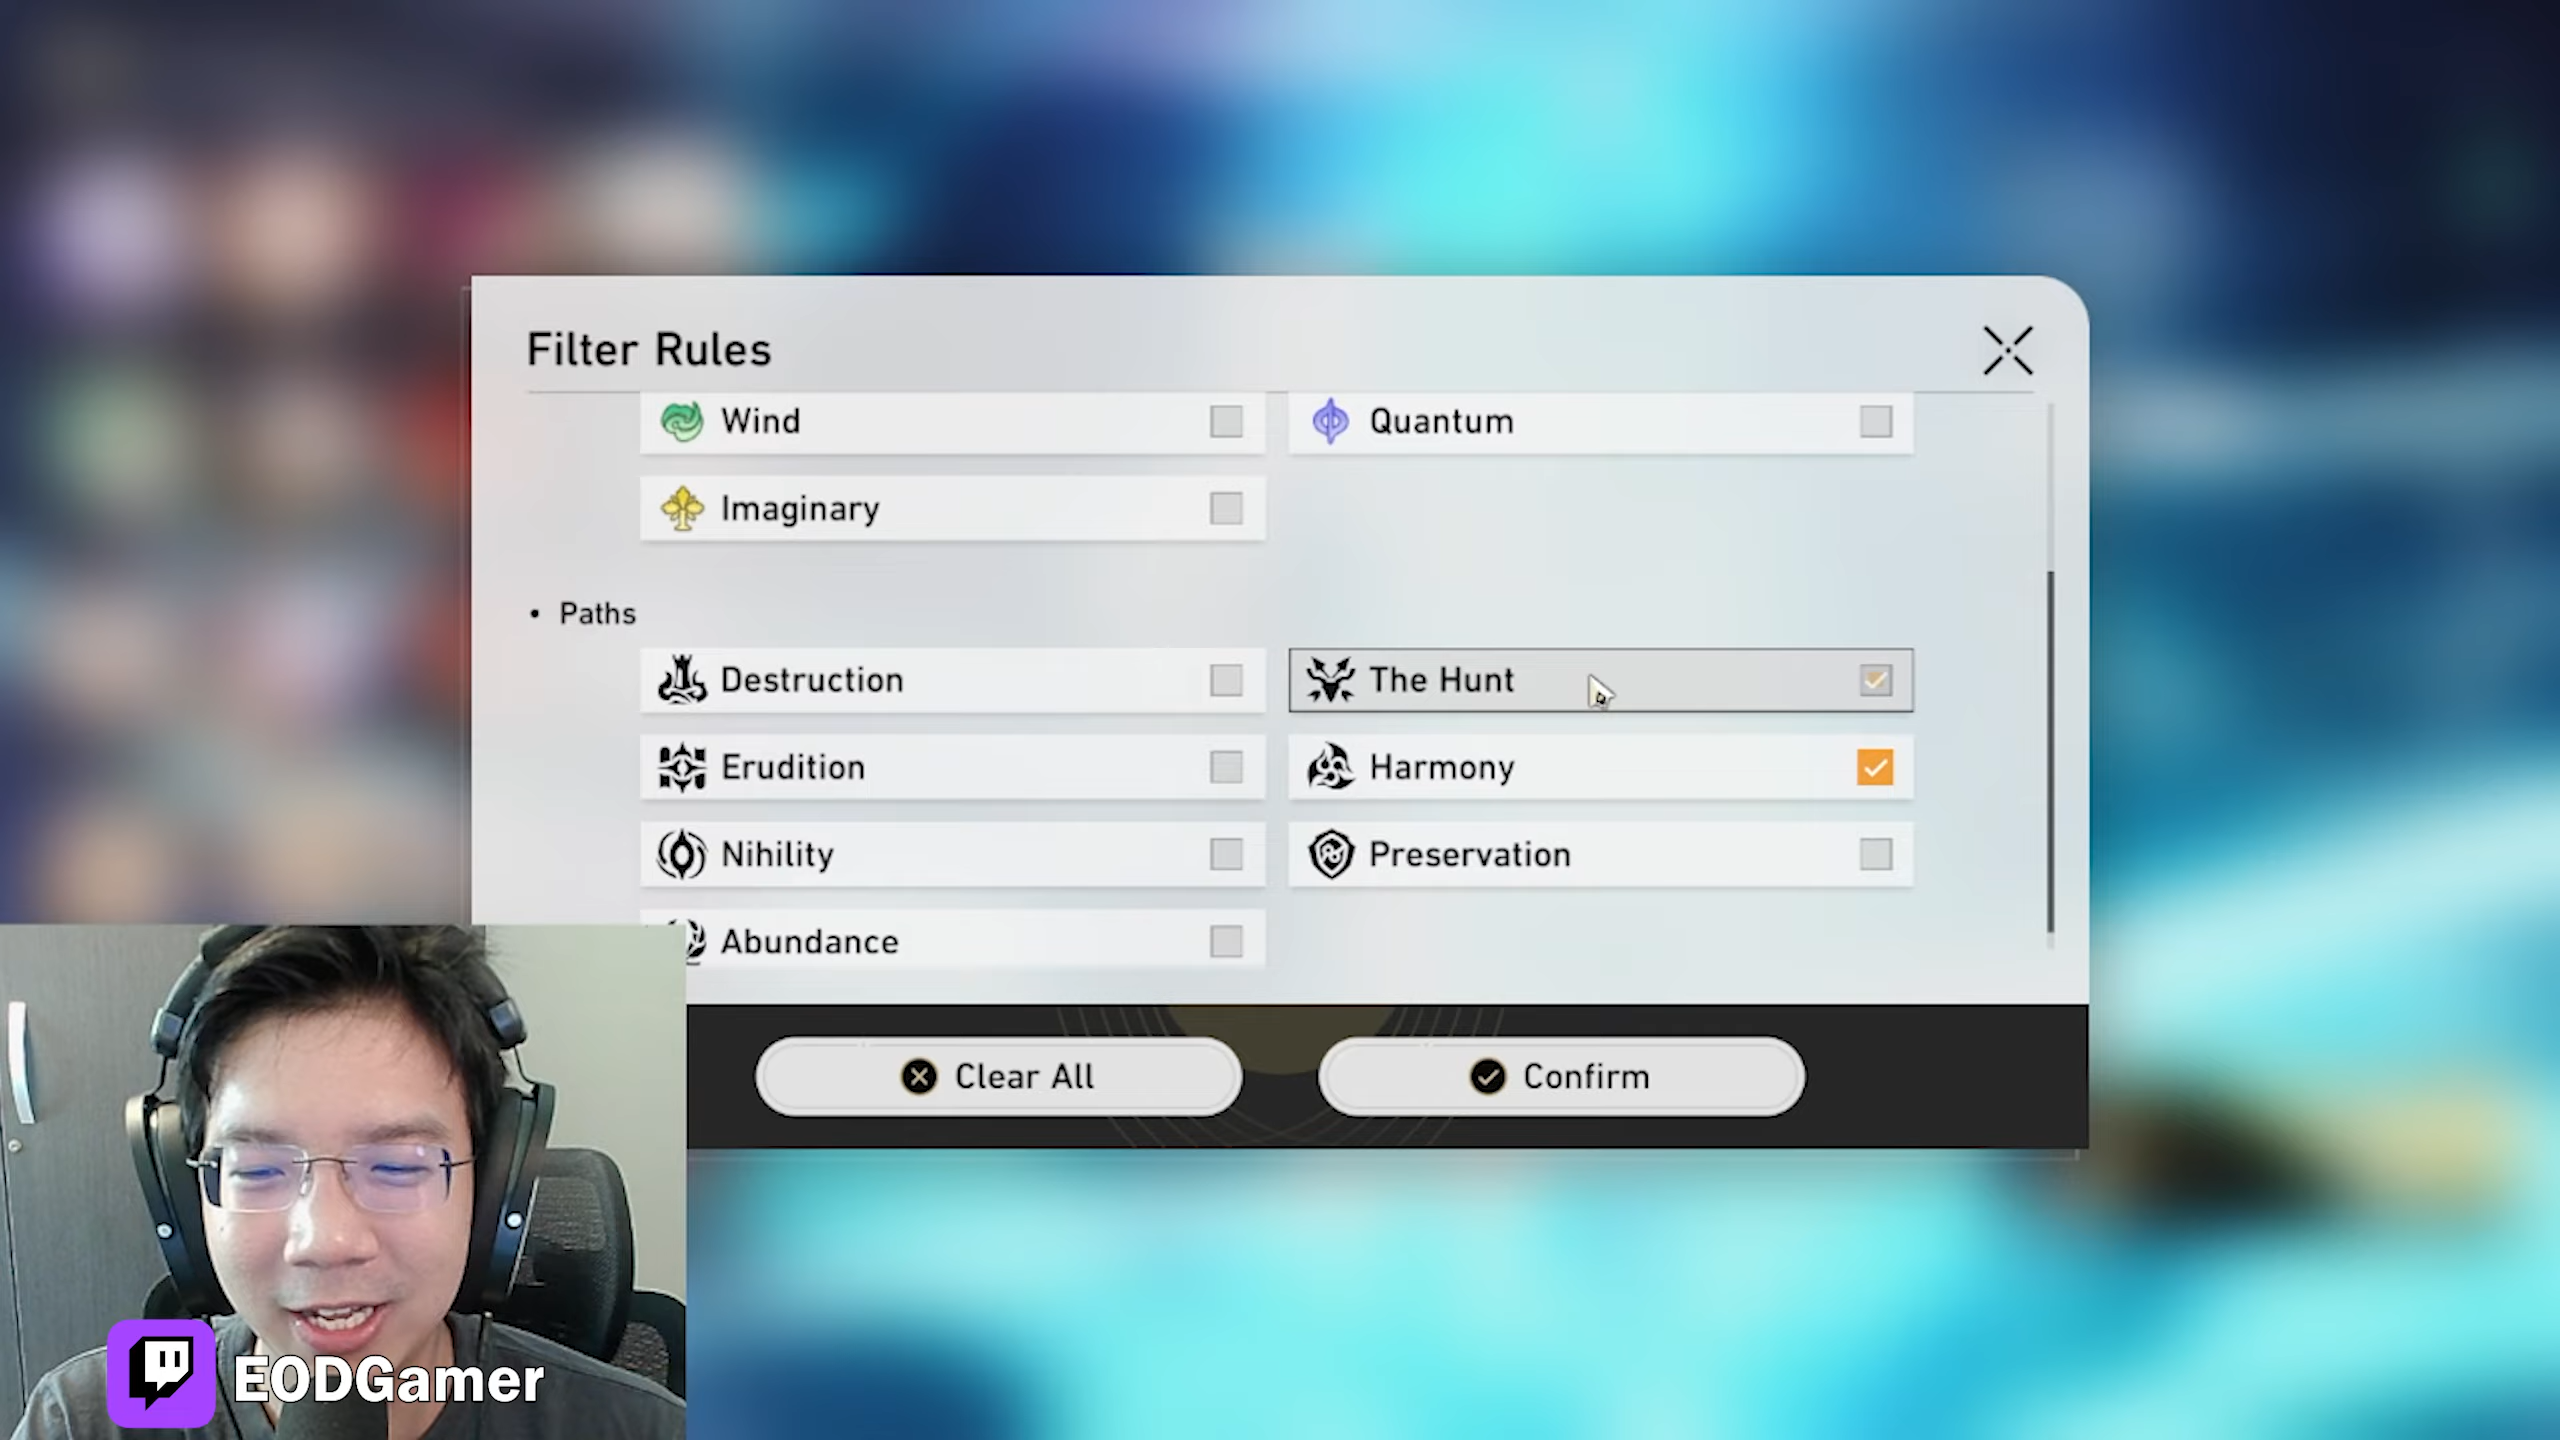 Filter Rules
Wind
Quantum
Imaginary
• Paths
Destruction
The Hunt
Erudition
Harmony
Nihility
Preservation
Abundance
Clear All
Confirm
EODGamer